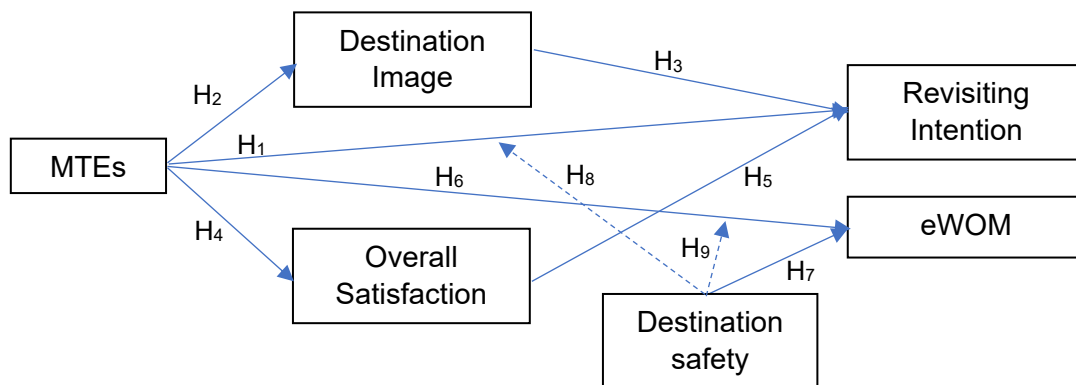 Destination
Image
H3
Revisiting
Intention
H2
H1
MTEs
H6
H8
H5
eWOM
H4
Overall
Satisfaction
H9
H7
Destination
safety